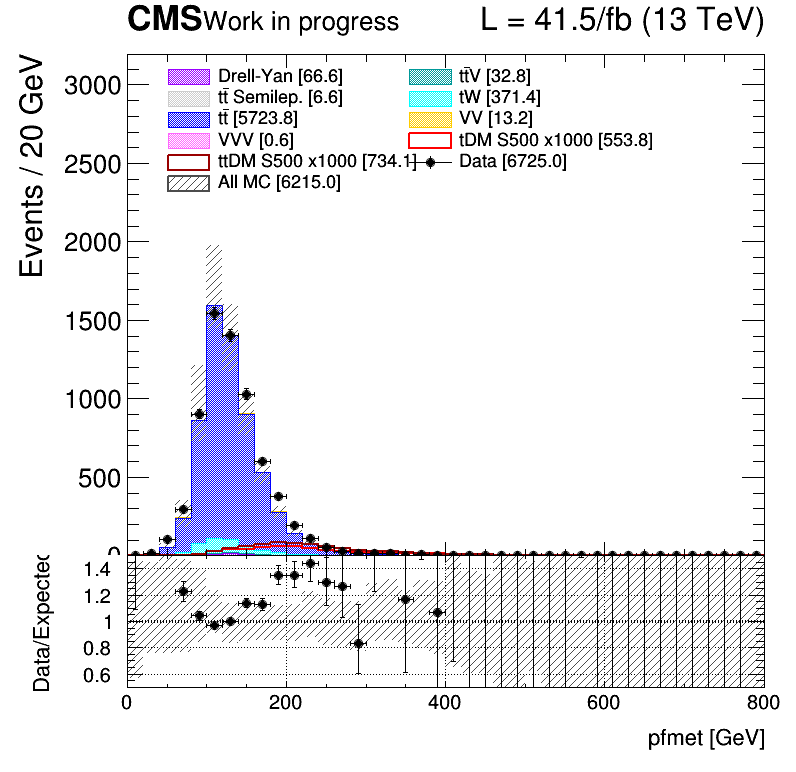 CMS Work in progress L = 41.5/fb (13 TeV)
Events / 20 GeV
3000
2500
2000
1500
1000
500
0
Drell-Yan [66.6] tt̄V [32.8]
tt̄ Semilep. [6.6] tW [371.4]
tt̄ [5723.8] VV [13.2]
VVV [0.6] tDM S500 x1000 [553.8]
ttDM S500 x1000 [734.1] Data [6725.0]
All MC [6215.0]
Data/Expected
1.4
1.2
1
0.8
0.6
0 200 400 600 800
pfmet [GeV]